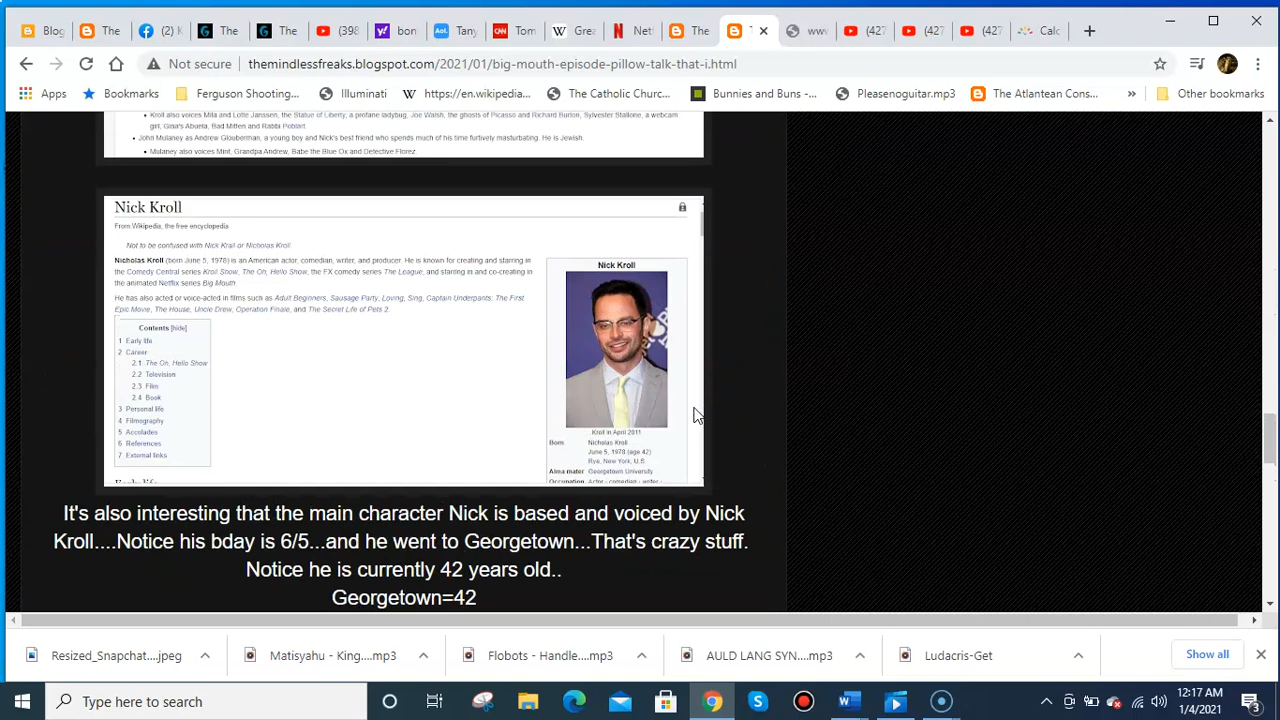 Blog
The
(2)
The
The
(398
bon
Aol.
Tany
CNN
Tom
W
Gre
N
Netf
The
T
www
(427
(427
(427
Calc
Not secure
themindlessfreaks.blogspot.com/2021/01/big-mouth-episode-pillow-talk-that-i.html
Apps
Bookmarks
Ferguson Shooting...
Illuminati
https://en.wikipedia...
The Catholic Churc...
Bunnies and Buns -...
Pleasenoguitar.mp3
The Atlantean Cons...
»
Other bookmarks
Kroll also voices Mila and Lotte Janssen, the Statue of Liberty, a profane ladybug, Joe Walsh, the ghosts of Picasso and Richard Burton, Sylvester Stallone, a webcam
girl, Gina's Abuela, Bad Mitten and Rabbi Poblart.
John Mulaney as Andrew Glouberman, a young boy and Nick's best friend who spends much of his time furtively masturbating. He is Jewish.
Mulaney also voices Mint, Grandpa Andrew, Babe the Blue Ox and Detective Florez.
Nick Kroll
From Wikipedia, the free encyclopedia
Not to be confused with Nick Krall or Nicholas Kroll.
Nicholas Kroll (born June 5, 1978) is an American actor, comedian, writer, and producer. He is known for creating and starring in
the Comedy Central series Kroll Show, The Oh, Hello Show, the FX comedy series The League, and starring in and co-creating in
the animated Netflix series Big Mouth.
He has also acted or voice-acted in films such as Adult Beginners, Sausage Party, Loving, Sing, Captain Underpants: The First
Epic Movie, The House, Uncle Drew, Operation Finale, and The Secret Life of Pets 2.
Contents [hide]
1 Early life
2 Career
2.1 The Oh, Hello Show
2.2 Television
2.3 Film
2.4 Book
3 Personal life
4 Filmography
5 Accolades
6 References
7 External links
Nick Kroll
Kroll in April 2011
Born
Nicholas Kroll
June 5, 1978 (age 42)
Rye, New York, U.S.
Alma mater
Georgetown University
Occupation
Actor · comedian · writer ·
It's also interesting that the main character Nick is based and voiced by Nick
Kroll....Notice his bday is 6/5...and he went to Georgetown...That's crazy stuff.
Notice he is currently 42 years old..
Georgetown=42
Resized_Snapchat....jpeg
Matisyahu - King....mp3
Flobots - Handle....mp3
AULD LANG SYN....mp3
Ludacris-Get
Show all
Type here to search
12:17 AM
1/4/2021
3